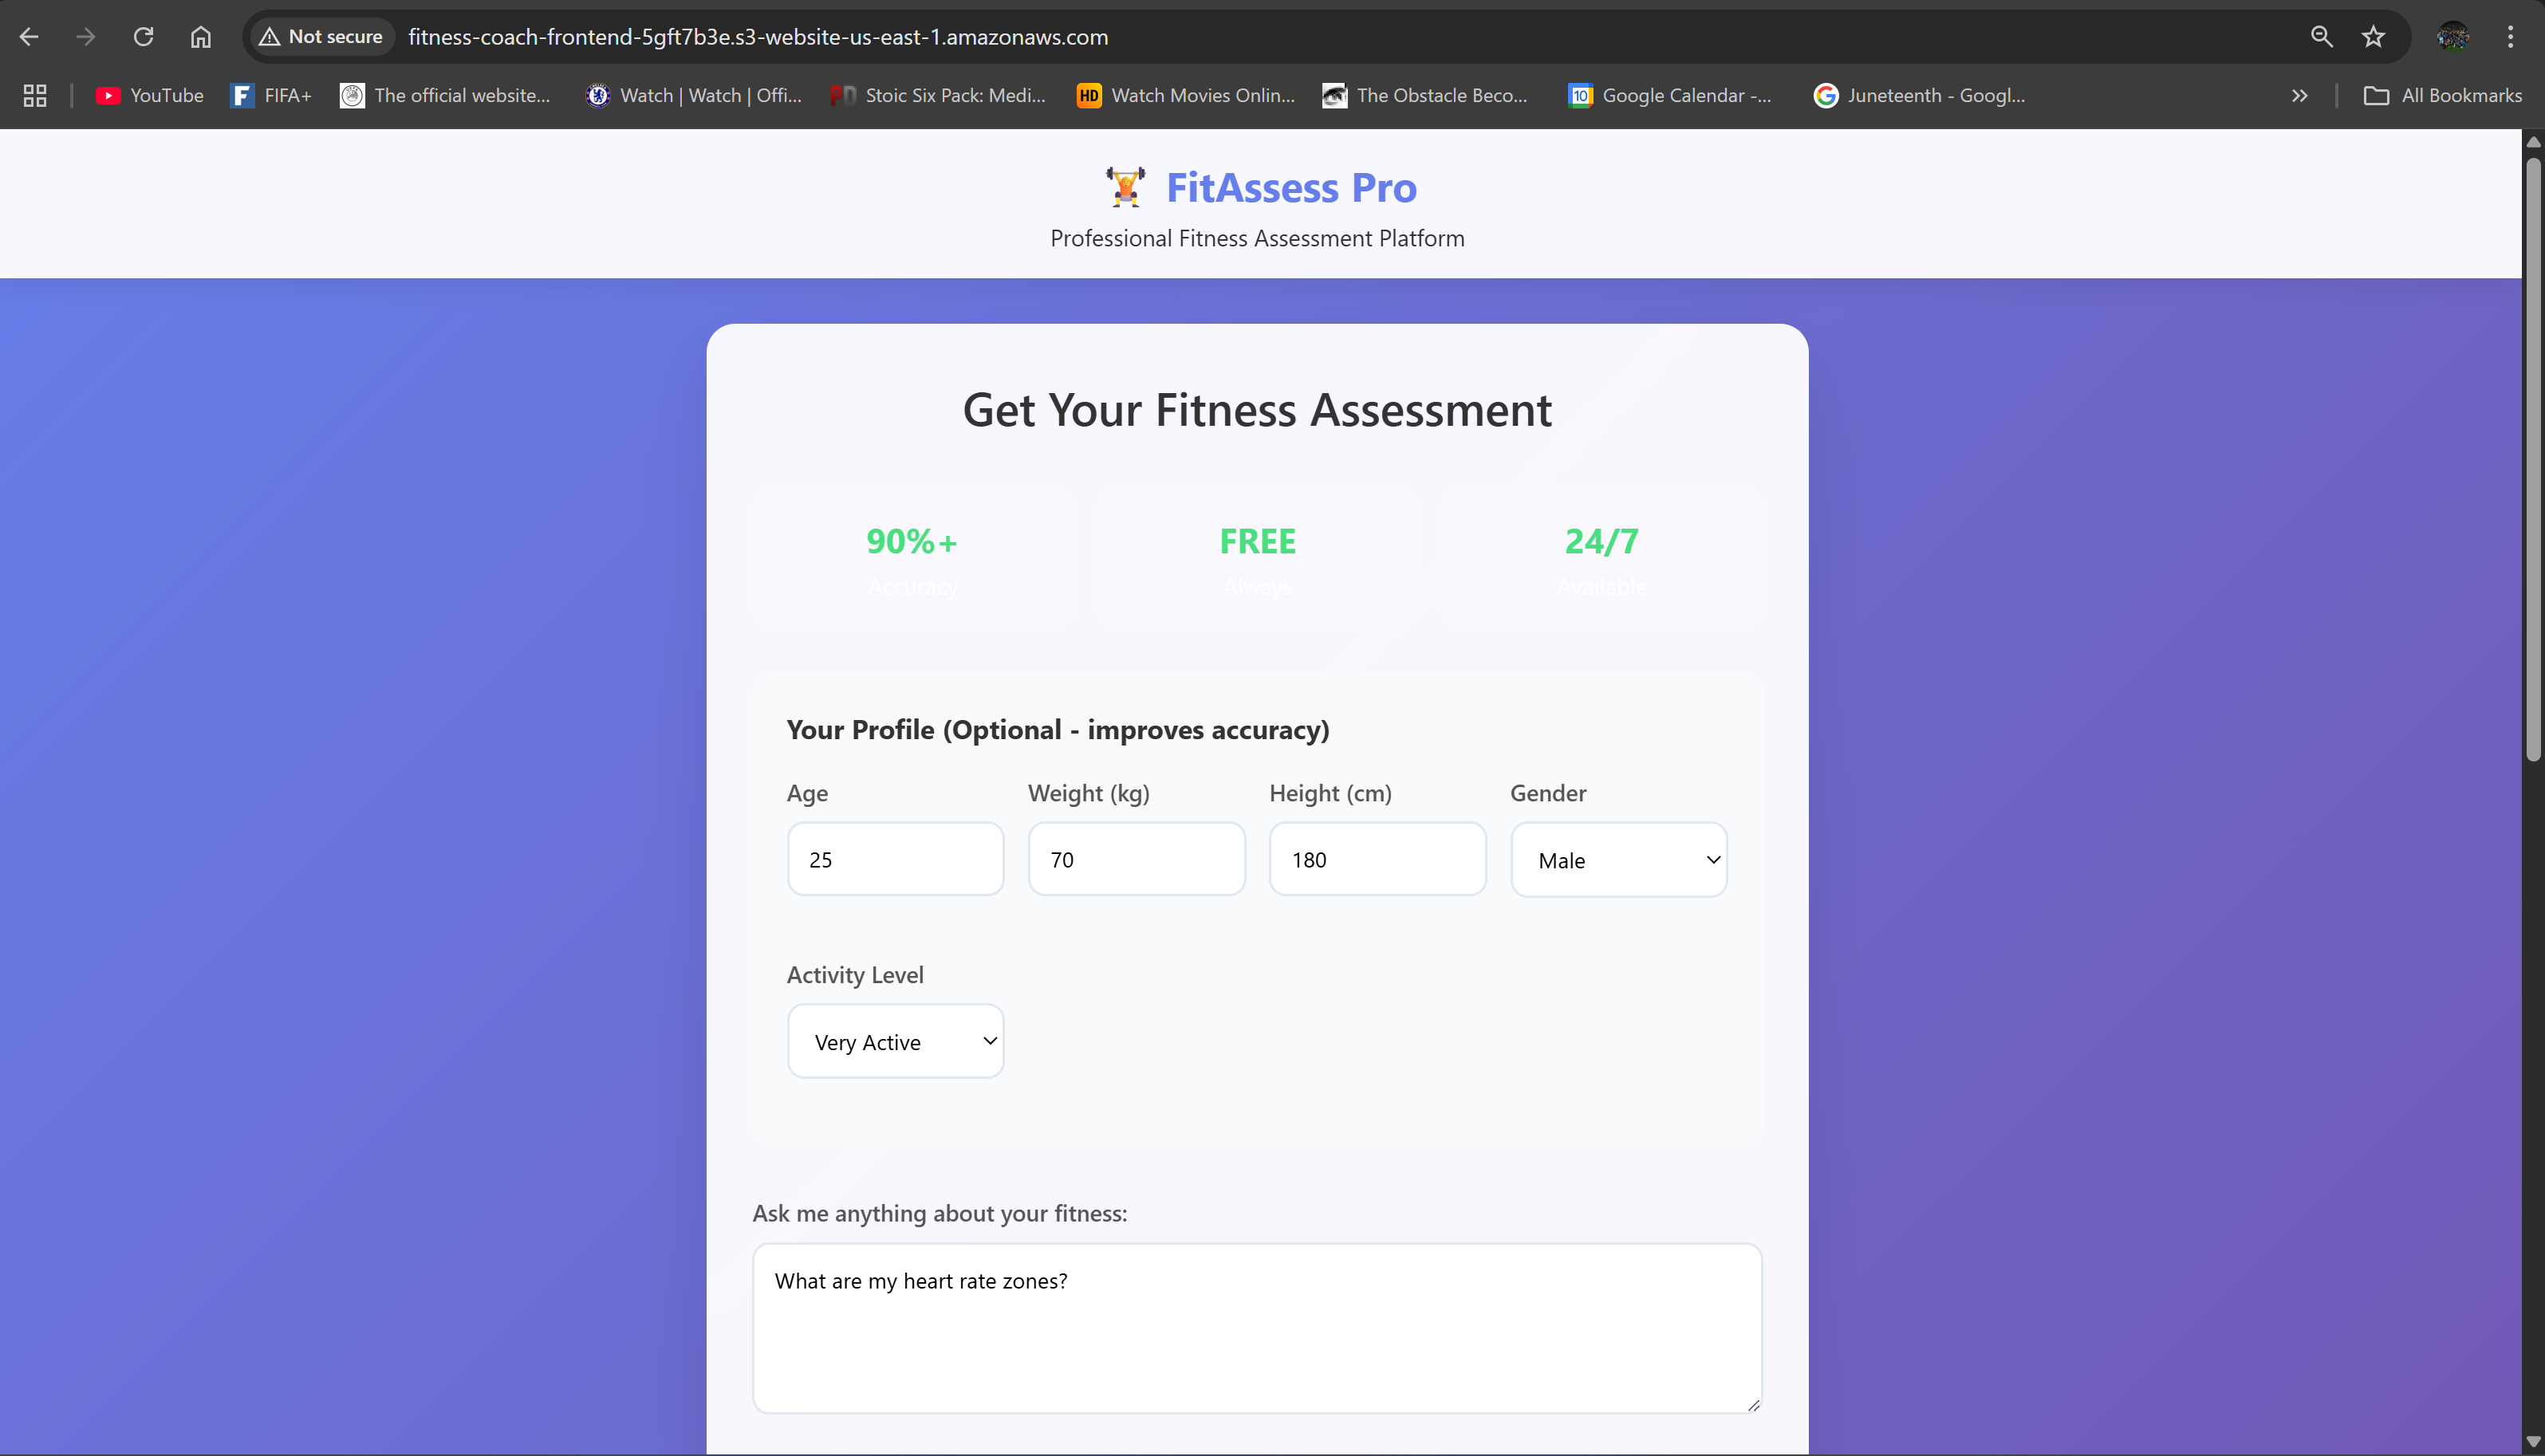 Not secure fitness-coach-frontend-5gft7b3e.s3-website-us-east-1.amazonaws.com
YouTube FIFA+ The official website... Watch | Watch | Offi... Stoic Six Pack: Medi... HD Watch Movies Onlin... The Obstacle Beco... 10 Google Calendar -... Juneteenth - Googl... All Bookmarks
FitAssess Pro
Professional Fitness Assessment Platform
Get Your Fitness Assessment
90%+ FREE 24/7
Accuracy Always Available
Your Profile (Optional - improves accuracy)
Age Weight (kg) Height (cm) Gender
25 70 180 Male
Activity Level
Very Active
Ask me anything about your fitness:
What are my heart rate zones?